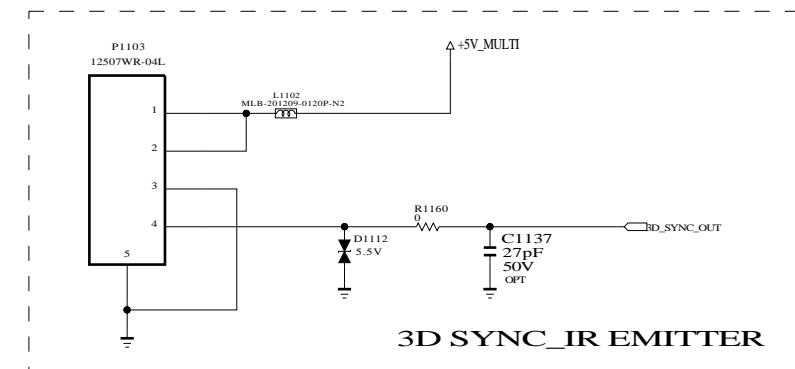 P1103
12507WR-04L
+5V_MULTI
L1102
MLB-201209-0120P-N2
1
2
3
4
5
R1160
0
3D_SYNC_OUT
D1112
5.5V
C1137
27pF
50V
OPT
3D SYNC_IR EMITTER